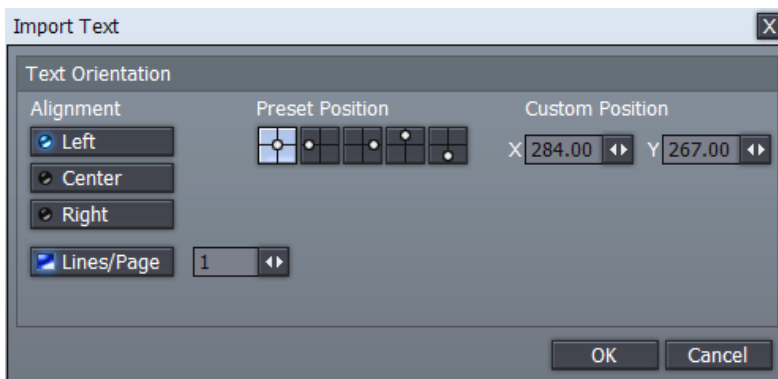 Import Text
X
Text Orientation
Alignment
Preset Position
Custom Position
Left
X 284.00
Y 267.00
Center
Right
Lines/Page
1
OK
Cancel